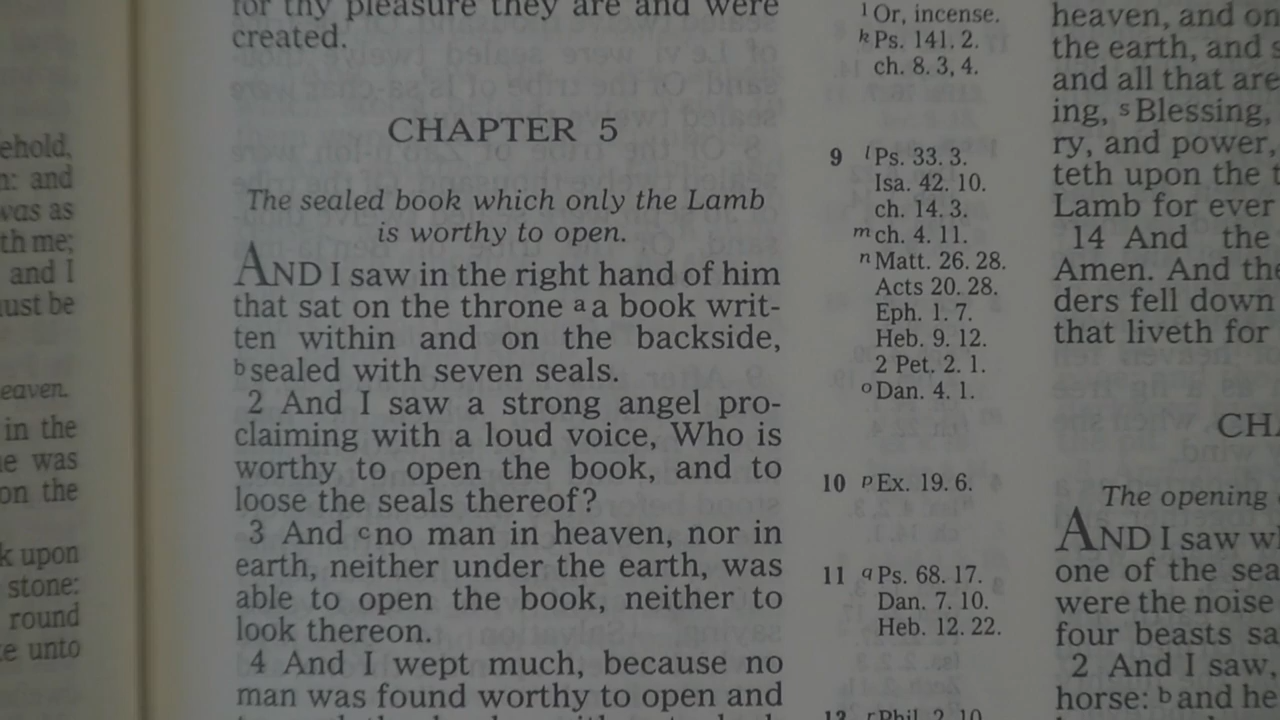 ehold,
and
was as
th me;
and I
ust be
eaven.
in the
was
on the
upon
stone:
round
unto
for thy pleasure they are and were
created.
CHAPTER 5
The sealed book which only the Lamb
is worthy to open.
AND I saw in the right hand of him
that sat on the throne a a book writ-
ten within and on the backside,
b sealed with seven seals.
2 And I saw a strong angel pro-
claiming with a loud voice, Who is
worthy to open the book, and to
loose the seals thereof?
3 And c no man in heaven, nor in
earth, neither under the earth, was
able to open the book, neither to
look thereon.
4 And I wept much, because no
man was found worthy to open and
l Or, incense.
k Ps. 141. 2.
ch. 8. 3, 4.
9 l Ps. 33. 3.
Isa. 42. 10.
ch. 14. 3.
m ch. 4. 11.
n Matt. 26. 28.
Acts 20. 28.
Eph. 1. 7.
Heb. 9. 12.
2 Pet. 2. 1.
o Dan. 4. 1.
10 p Ex. 19. 6.
11 q Ps. 68. 17.
Dan. 7. 10.
Heb. 12. 22.
12 r Phil. 2. 10.
heaven, and on
the earth, and s
and all that are
ing, s Blessing,
ry, and power,
teth upon the t
Lamb for ever
14 And the
Amen. And the
ders fell down
that liveth for
CHA
The opening
AND I saw wh
one of the sea
were the noise
four beasts sa
2 And I saw,
horse: b and he